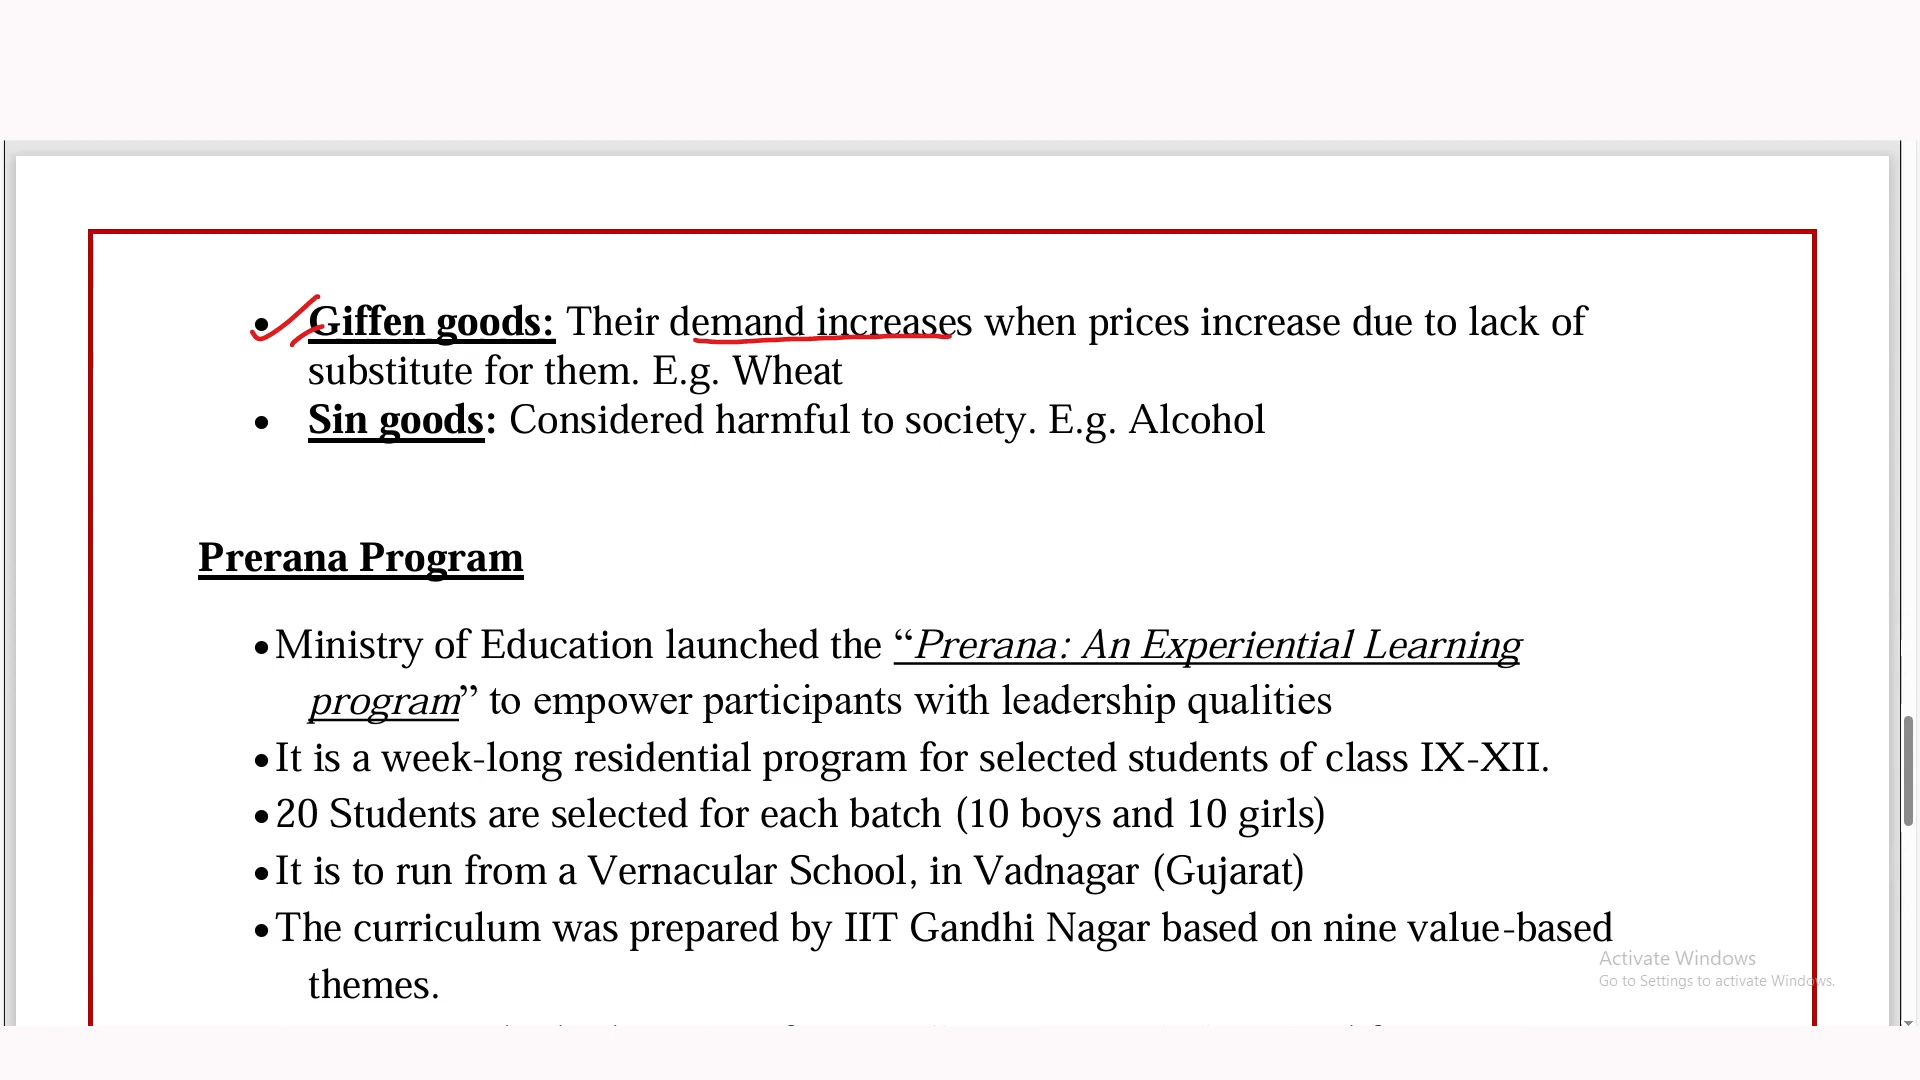 • Giffen goods: Their demand increases when prices increase due to lack of
substitute for them. E.g. Wheat
• Sin goods: Considered harmful to society. E.g. Alcohol
Prerana Program
• Ministry of Education launched the “Prerana: An Experiential Learning
program” to empower participants with leadership qualities
• It is a week-long residential program for selected students of class IX-XII.
• 20 Students are selected for each batch (10 boys and 10 girls)
• It is to run from a Vernacular School, in Vadnagar (Gujarat)
• The curriculum was prepared by IIT Gandhi Nagar based on nine value-based
themes.
Activate Windows
Go to Settings to activate Windows.